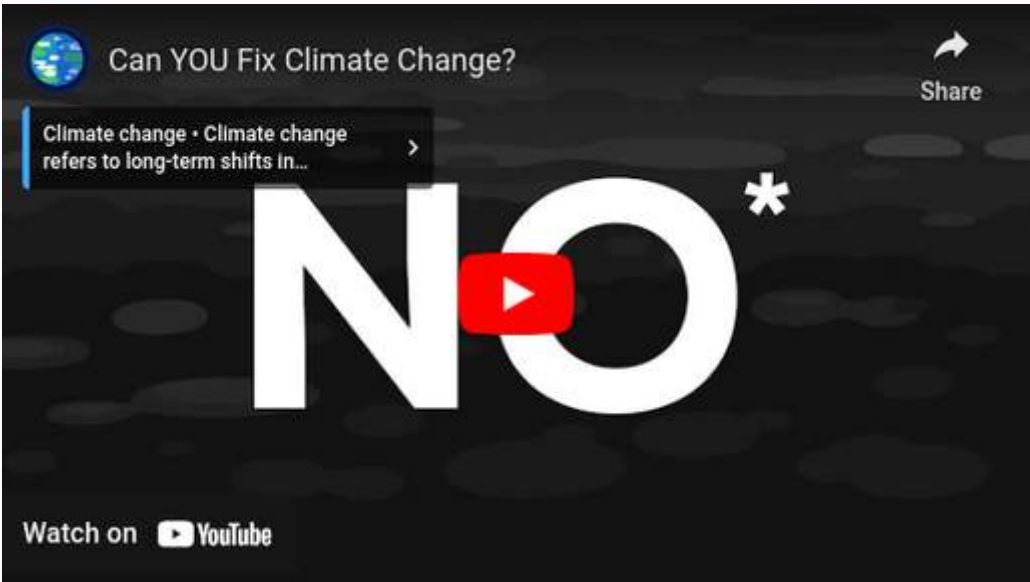 Can YOU Fix Climate Change?
Share
Climate change • Climate change
refers to long-term shifts in...
NO*
Watch on YouTube